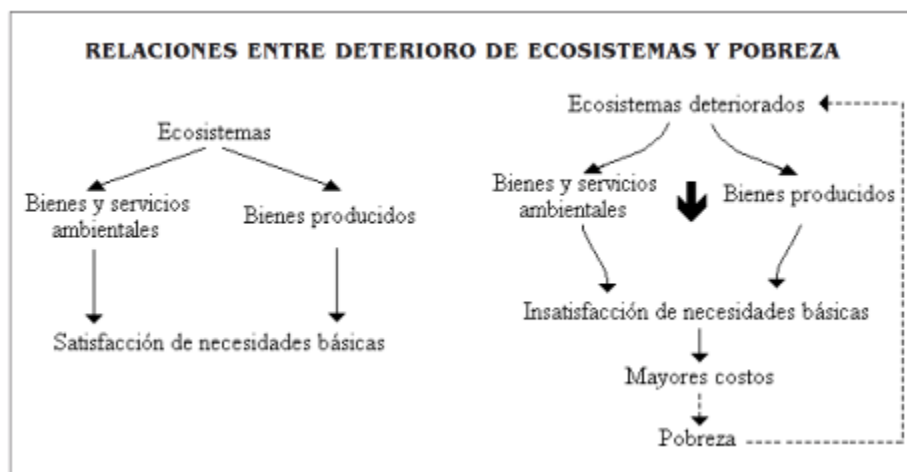 RELACIONES ENTRE DETERIORO DE ECOSISTEMAS Y POBREZA
Ecosistemas
Bienes y servicios
ambientales
Bienes producidos
Satisfacción de necesidades básicas
Ecosistemas deteriorados
Bienes y servicios
ambientales
Bienes producidos
Insatisfacción de necesidades básicas
Mayores costos
Pobreza